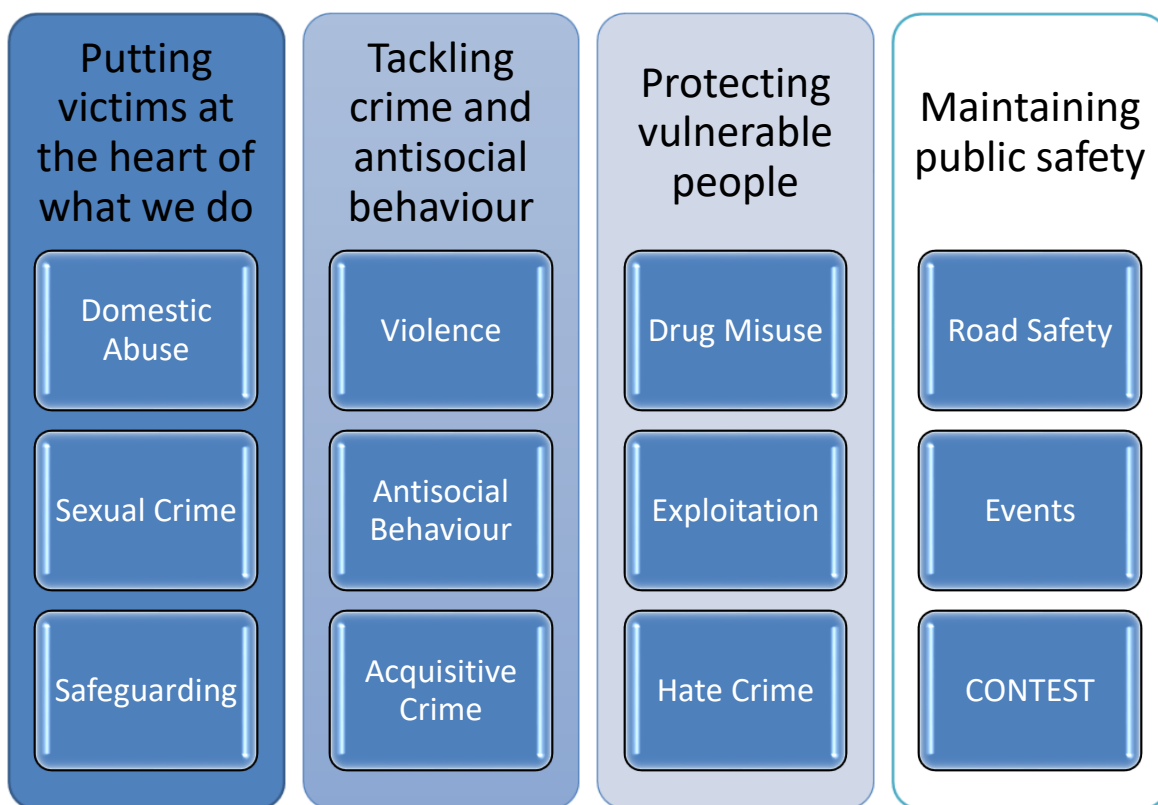 Putting
victims at
the heart of
what we do
Domestic
Abuse
Sexual Crime
Safeguarding
Tackling
crime and
antisocial
behaviour
Violence
Antisocial
Behaviour
Acquisitive
Crime
Protecting
vulnerable
people
Drug Misuse
Exploitation
Hate Crime
Maintaining
public safety
Road Safety
Events
CONTEST